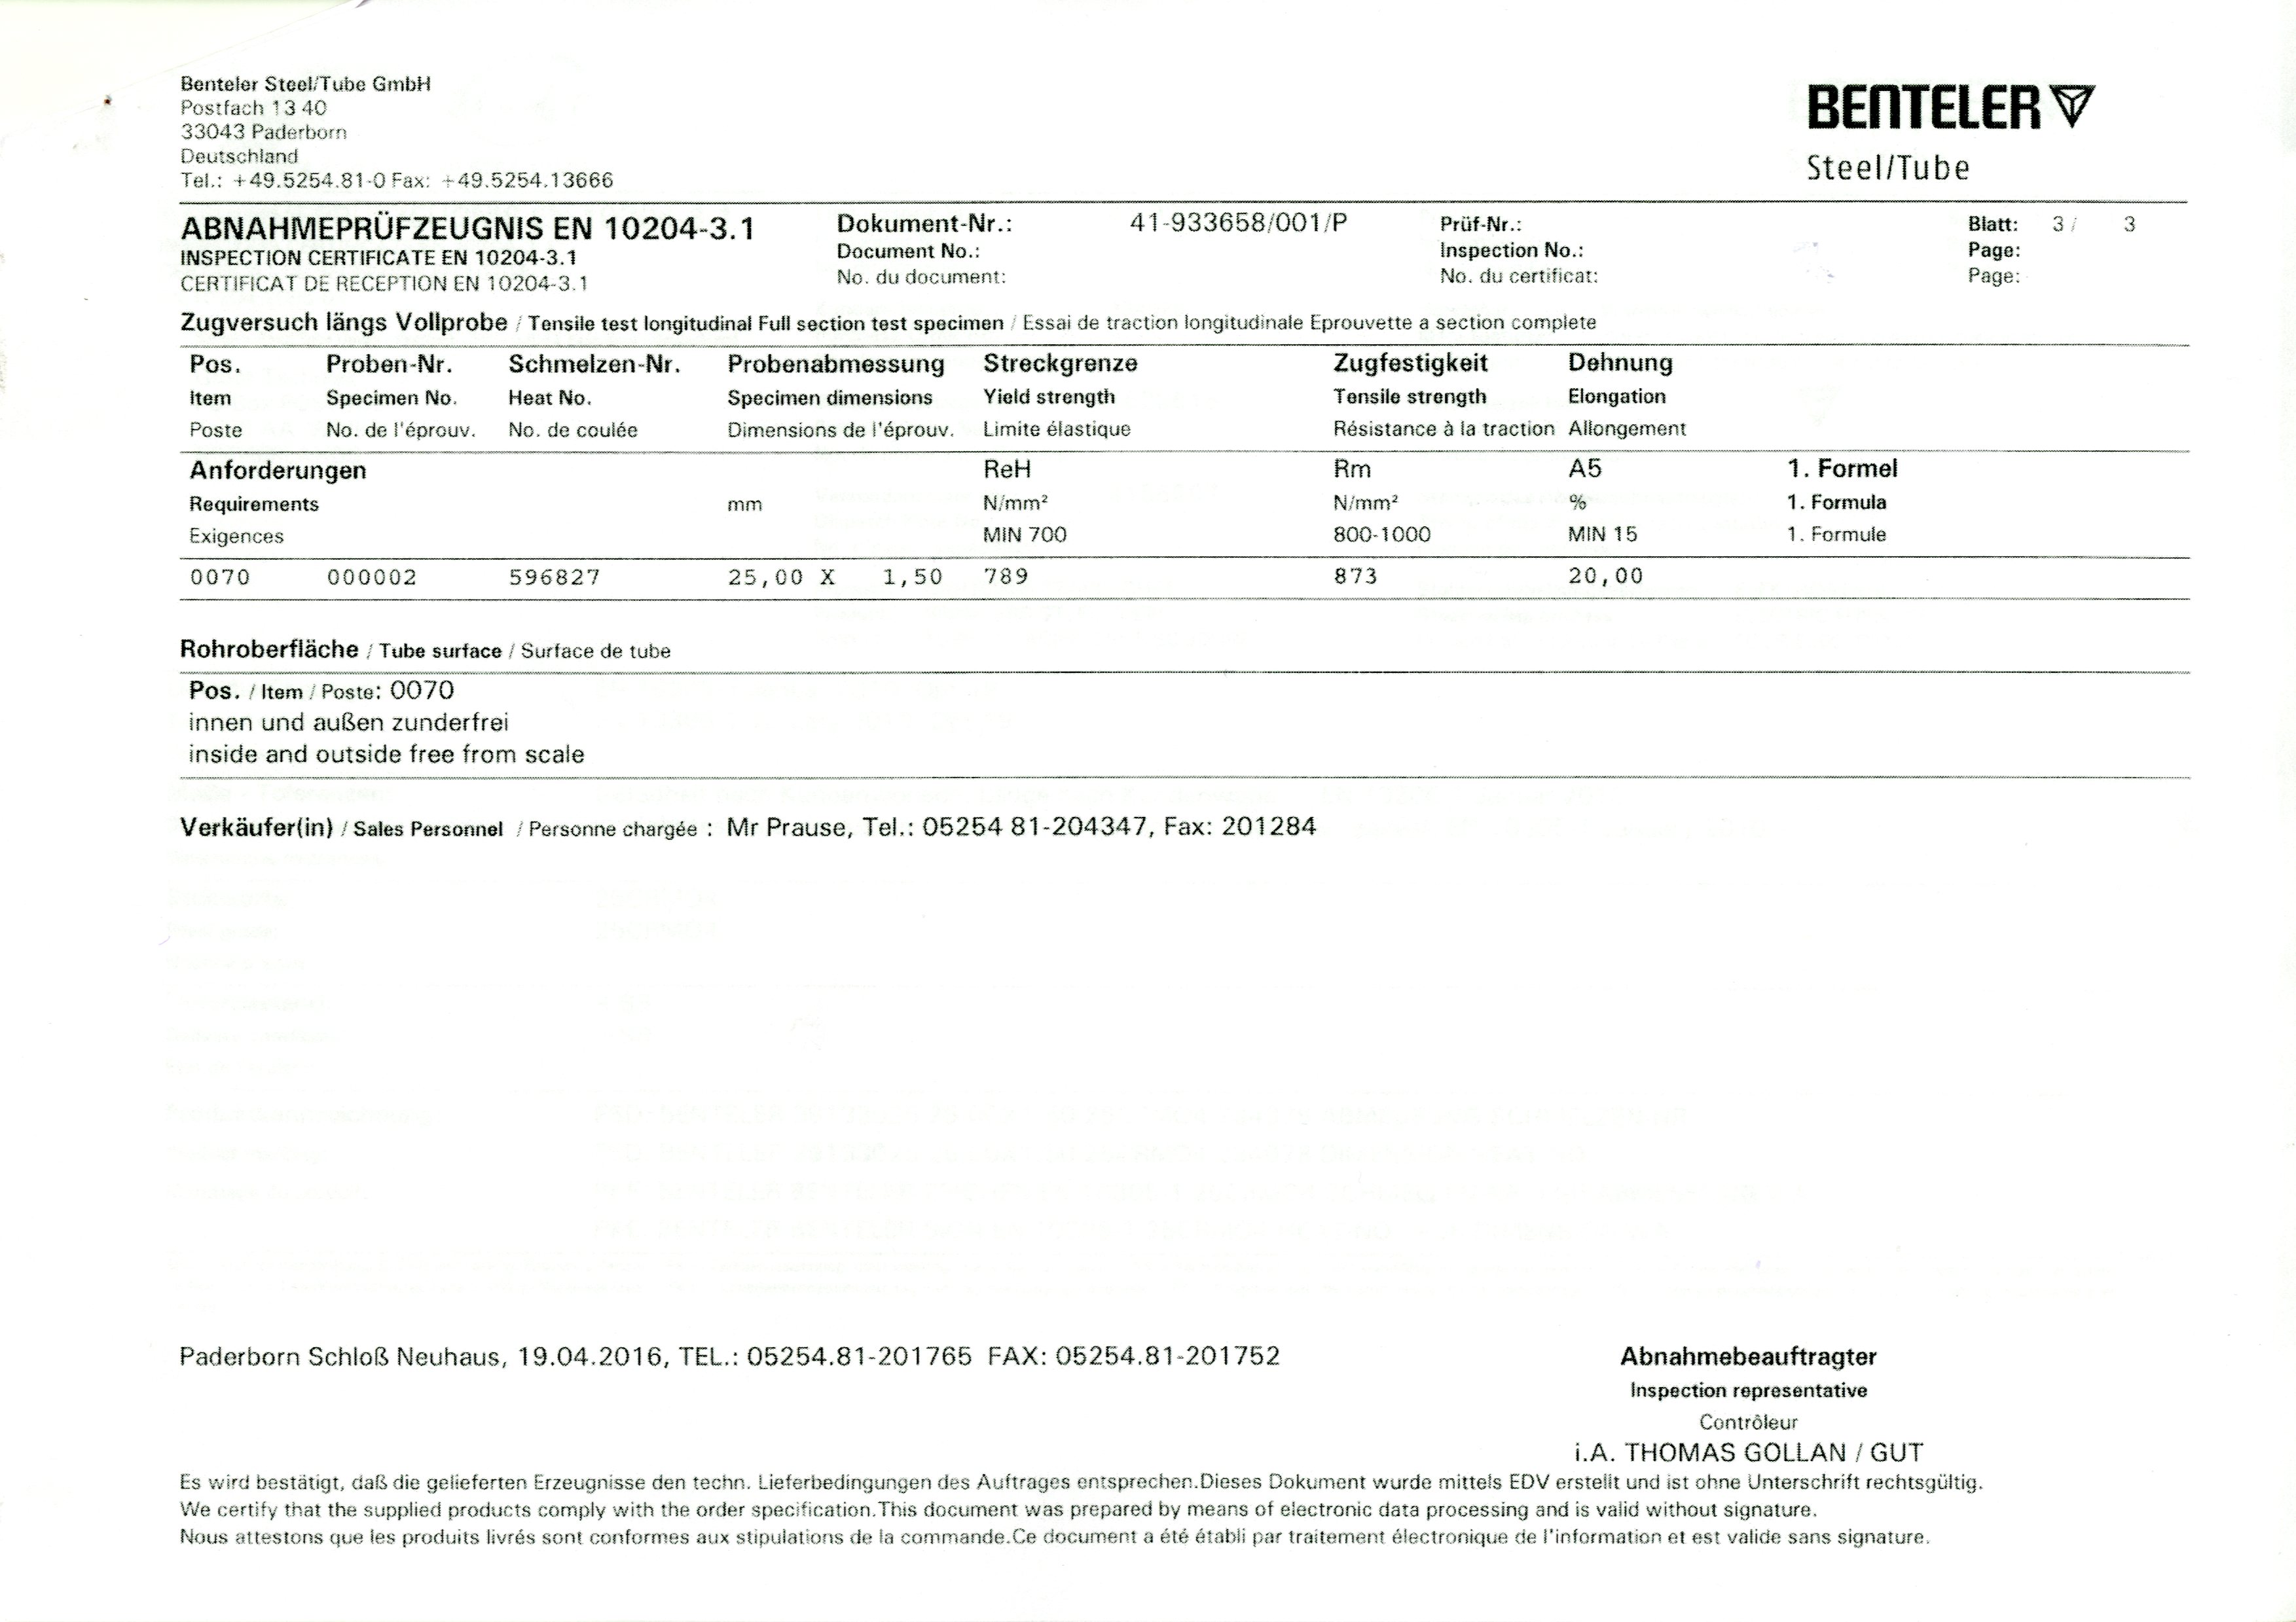 Benteler Steel/Tube GmbH
Postfach 13 40
33043 Paderborn
Deutschland
Tel.: +49.5254.81-0 Fax: +49.5254.13666
BENTELER
Steel/Tube
ABNAHMEPRÜFZEUGNIS EN 10204-3.1 Dokument-Nr.: 41-933658/001/P Prüf-Nr.: Blatt: 3 / 3
INSPECTION CERTIFICATE EN 10204-3.1 Document No.: Inspection No.: Page:
CERTIFICAT DE RECEPTION EN 10204-3.1 No. du document: No. du certificat: Page:
Zugversuch längs Vollprobe / Tensile test longitudinal Full section test specimen / Essai de traction longitudinale Eprouvette a section complete
Pos. Proben-Nr. Schmelzen-Nr. Probenabmessung Streckgrenze Zugfestigkeit Dehnung
Item Specimen No. Heat No. Specimen dimensions Yield strength Tensile strength Elongation
Poste No. de l'éprouv. No. de coulée Dimensions de l'éprouv. Limite élastique Résistance à la traction Allongement
Anforderungen ReH Rm A5 1. Formel
Requirements mm N/mm² N/mm² % 1. Formula
Exigences MIN 700 800-1000 MIN 15 1. Formule
0070 000002 596827 25,00 X 1,50 789 873 20,00
Rohroberfläche / Tube surface / Surface de tube
Pos. / Item / Poste: 0070
innen und außen zunderfrei
inside and outside free from scale
Verkäufer(in) / Sales Personnel / Personne chargée : Mr Prause, Tel.: 05254 81-204347, Fax: 201284
Paderborn Schloß Neuhaus, 19.04.2016, TEL.: 05254.81-201765 FAX: 05254.81-201752
Abnahmebeauftragter
Inspection representative
Contrôleur
i.A. THOMAS GOLLAN / GUT
Es wird bestätigt, daß die gelieferten Erzeugnisse den techn. Lieferbedingungen des Auftrages entsprechen.Dieses Dokument wurde mittels EDV erstellt und ist ohne Unterschrift rechtsgültig.
We certify that the supplied products comply with the order specification.This document was prepared by means of electronic data processing and is valid without signature.
Nous attestons que les produits livrés sont conformes aux stipulations de la commande.Ce document a été établi par traitement électronique de l'information et est valide sans signature.